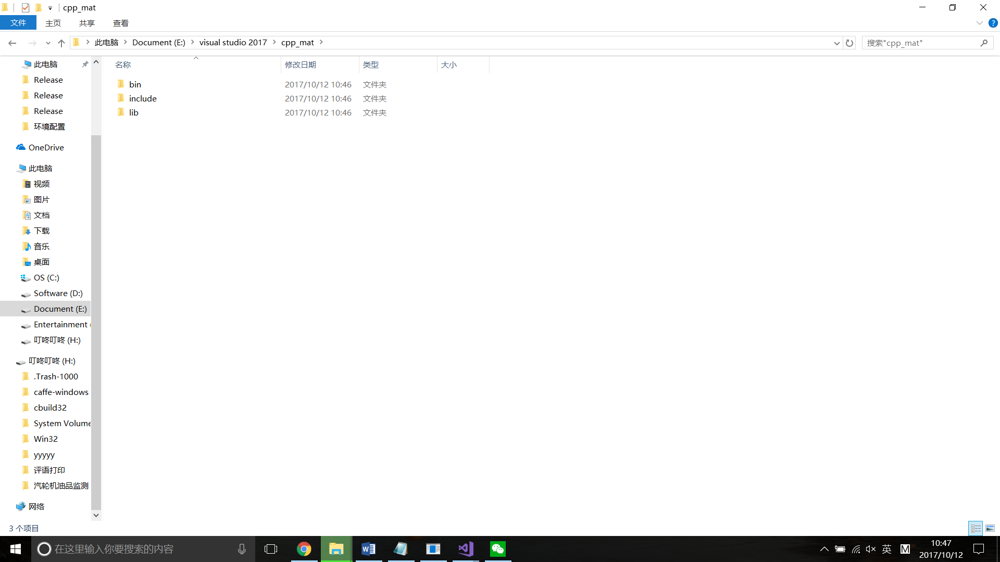 cpp_mat
文件 主页 共享 查看
此电脑 Document (E:) visual studio 2017 cpp_mat
搜索"cpp_mat"
名称 修改日期 类型 大小
bin 2017/10/12 10:46 文件夹
include 2017/10/12 10:46 文件夹
lib 2017/10/12 10:46 文件夹
此电脑
Release
Release
Release
环境配置
OneDrive
此电脑
视频
图片
文档
下载
音乐
桌面
OS (C:)
Software (D:)
Document (E:)
Entertainment (
叮咚叮咚 (H:)
叮咚叮咚 (H:)
.Trash-1000
caffe-windows
cbuild32
System Volume
Win32
yyyyy
评语打印
汽轮机油品监测
网络
3 个项目
在这里输入你要搜索的内容
英 M
10:47
2017/10/12